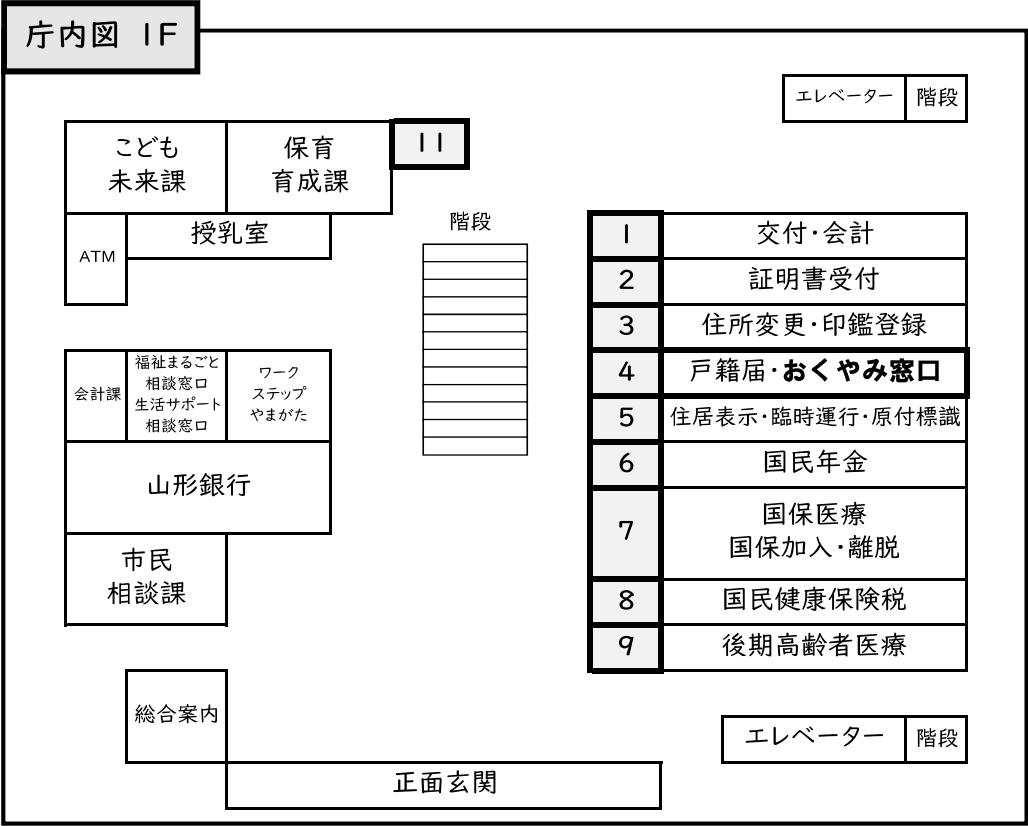 庁内図 1F
エレベーター 階段
こども
未来課
保育
育成課
11
ATM
授乳室
階段
1 交付・会計
2 証明書受付
3 住所変更・印鑑登録
4 戸籍届・おくやみ窓口
5 住居表示・臨時運行・原付標識
6 国民年金
7 国保医療
国保加入・離脱
8 国民健康保険税
9 後期高齢者医療
会計課
福祉まるごと
相談窓口
生活サポート
相談窓口
ワーク
ステップ
やまがた
山形銀行
市民
相談課
総合案内
エレベーター 階段
正面玄関